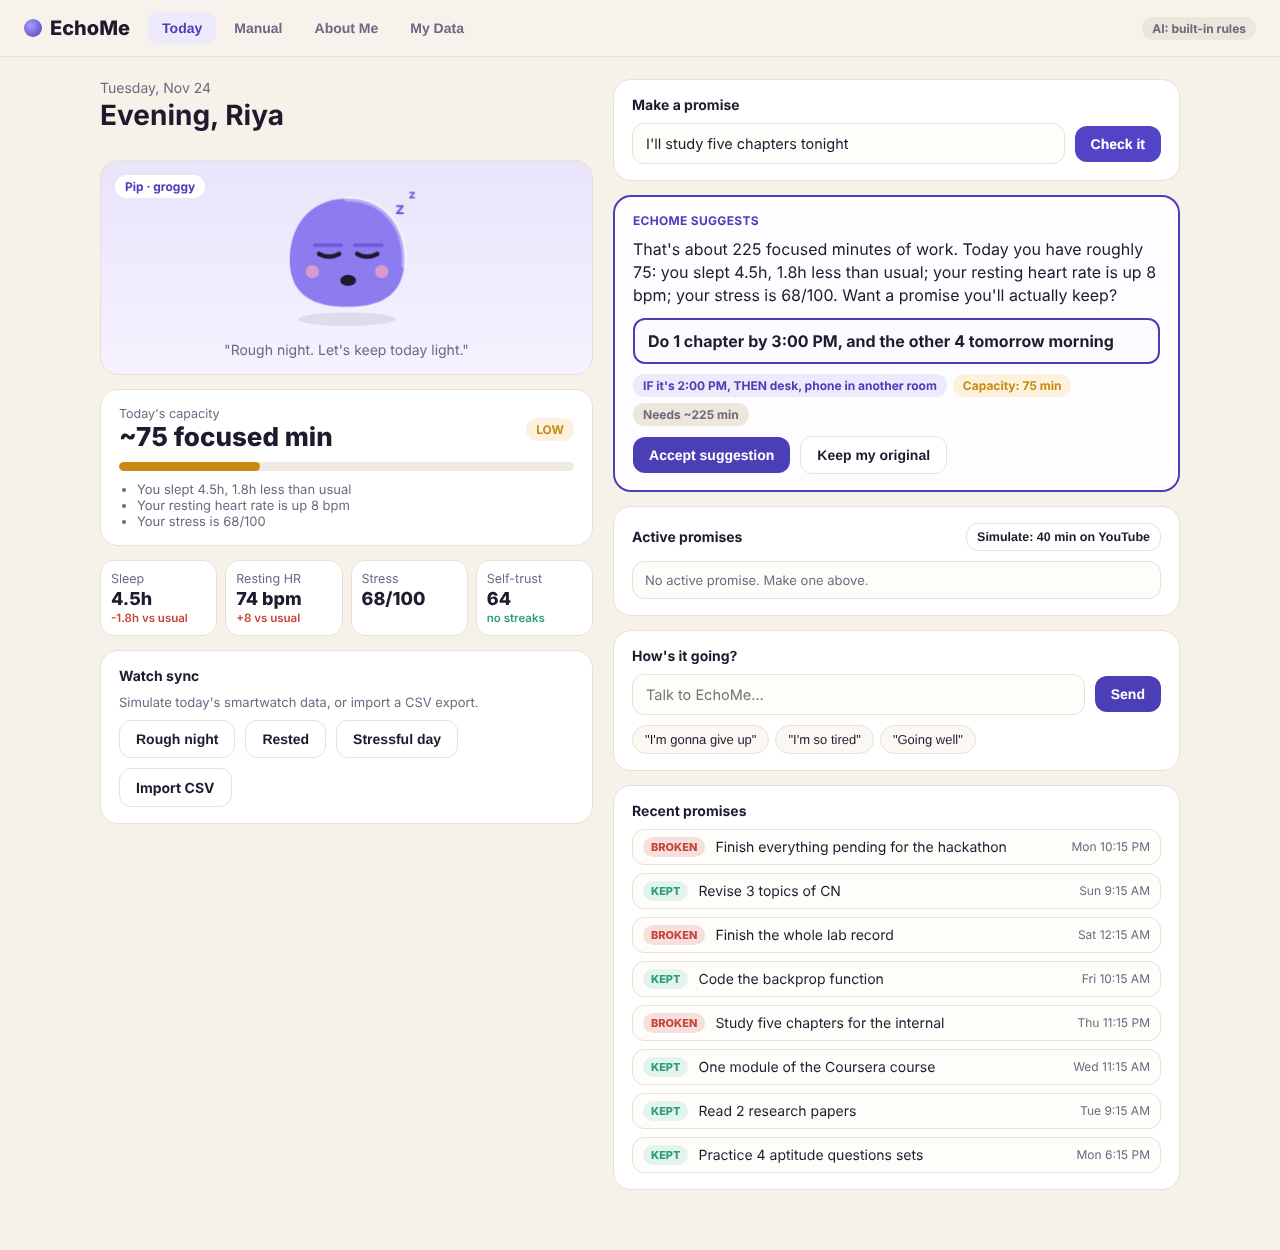 EchoMe
Today
Manual
About Me
My Data
AI: built-in rules
Tuesday, Nov 24
Evening, Riya
Pip · groggy
z
z
"Rough night. Let's keep today light."
Today's capacity
~75 focused min
LOW
You slept 4.5h, 1.8h less than usual
Your resting heart rate is up 8 bpm
Your stress is 68/100
Sleep
4.5h
-1.8h vs usual
Resting HR
74 bpm
+8 vs usual
Stress
68/100
Self-trust
64
no streaks
Watch sync
Simulate today's smartwatch data, or import a CSV export.
Rough night
Rested
Stressful day
Import CSV
Make a promise
I'll study five chapters tonight
Check it
ECHOME SUGGESTS
That's about 225 focused minutes of work. Today you have roughly
75: you slept 4.5h, 1.8h less than usual; your resting heart rate is up 8
bpm; your stress is 68/100. Want a promise you'll actually keep?
Do 1 chapter by 3:00 PM, and the other 4 tomorrow morning
IF it's 2:00 PM, THEN desk, phone in another room
Capacity: 75 min
Needs ~225 min
Accept suggestion
Keep my original
Active promises
Simulate: 40 min on YouTube
No active promise. Make one above.
How's it going?
Talk to EchoMe...
Send
"I'm gonna give up"
"I'm so tired"
"Going well"
Recent promises
BROKEN Finish everything pending for the hackathon Mon 10:15 PM
KEPT Revise 3 topics of CN Sun 9:15 AM
BROKEN Finish the whole lab record Sat 12:15 AM
KEPT Code the backprop function Fri 10:15 AM
BROKEN Study five chapters for the internal Thu 11:15 PM
KEPT One module of the Coursera course Wed 11:15 AM
KEPT Read 2 research papers Tue 9:15 AM
KEPT Practice 4 aptitude questions sets Mon 6:15 PM